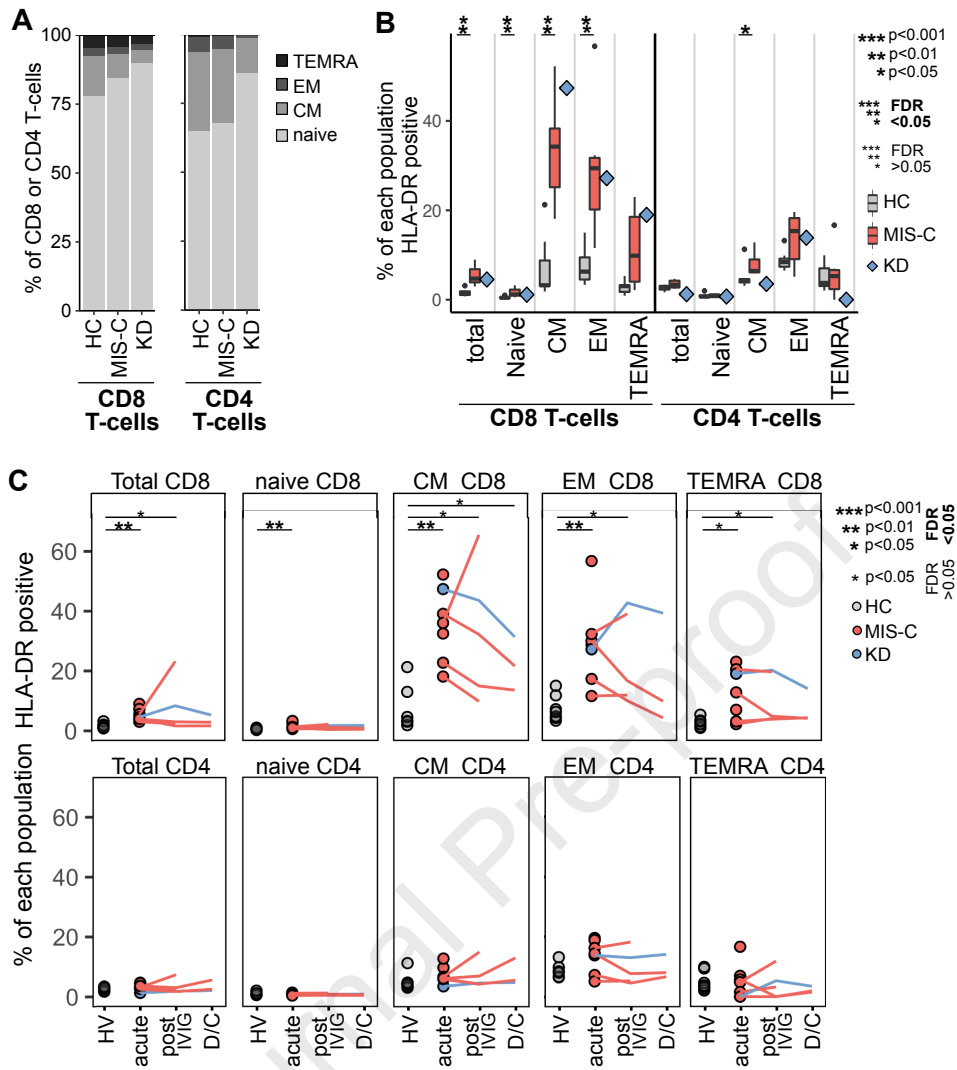 A
100
75
50
25
0
% of CD8 or CD4 T-cells
TEMRA
EM
CM
naive
HC
MIS-C
KD
HC
MIS-C
KD
CD8
T-cells
CD4
T-cells
B
** ** ** ** *
40
20
0
% of each population
HLA-DR positive
total
Naive
CM
EM
TEMRA
total
Naive
CM
EM
TEMRA
CD8 T-cells
CD4 T-cells
*** p<0.001
** p<0.01
* p<0.05
*** ** * FDR <0.05
*** ** * FDR >0.05
HC
MIS-C
KD
C
Total CD8
naive CD8
CM CD8
EM CD8
TEMRA CD8
*
**
**
*
*
**
*
**
*
*
60
40
20
0
Total CD4
naive CD4
CM CD4
EM CD4
TEMRA CD4
60
40
20
0
% of each population HLA-DR positive
HV
acute
post IVIG
D/C
HV
acute
post IVIG
D/C
HV
acute
post IVIG
D/C
HV
acute
post IVIG
D/C
HV
acute
post IVIG
D/C
*** p<0.001
** p<0.01
* p<0.05
FDR <0.05
* p<0.05
FDR >0.05
HC
MIS-C
KD
rnal Pre-proof